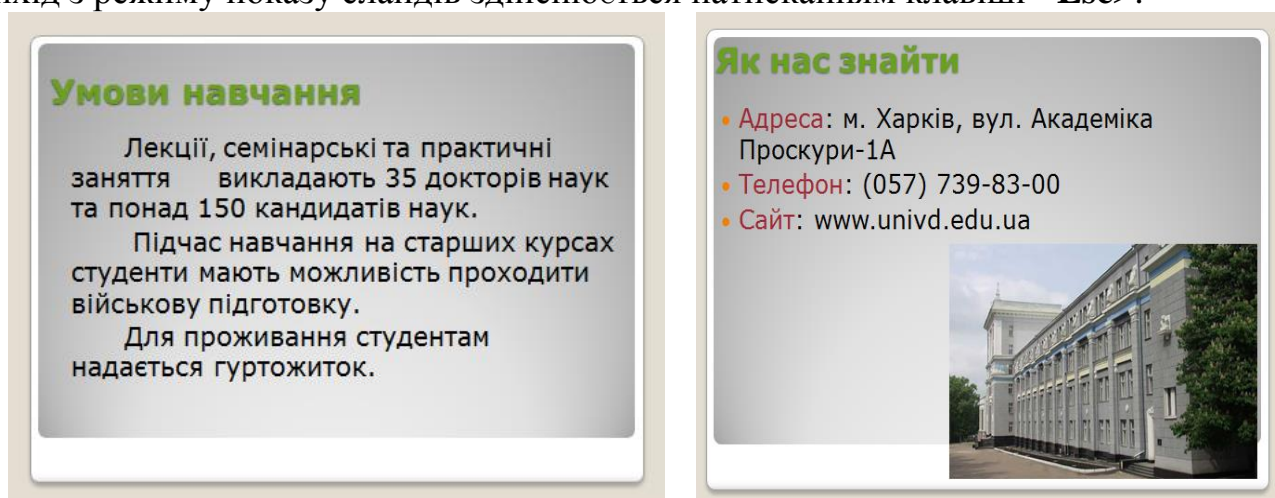 Умови навчання
Лекції, семінарські та практичні
заняття викладають 35 докторів наук
та понад 150 кандидатів наук.
Підчас навчання на старших курсах
студенти мають можливість проходити
військову підготовку.
Для проживання студентам
надається гуртожиток.
Як нас знайти
• Адреса: м. Харків, вул. Академіка
Проскури-1А
• Телефон: (057) 739-83-00
• Сайт: www.univd.edu.ua